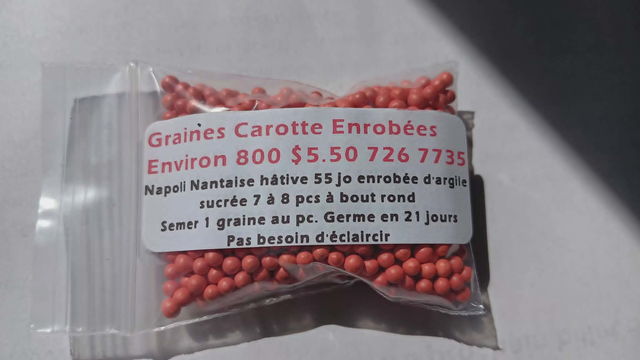 Graines Carotte Enrobées
Environ 800 $5.50 726 7735
Napoli Nantaise hâtive 55 jo enrobée d'argile
sucrée 7 à 8 pcs à bout rond
Semer 1 graine au pc. Germe en 21 jours
Pas besoin d'éclaircir